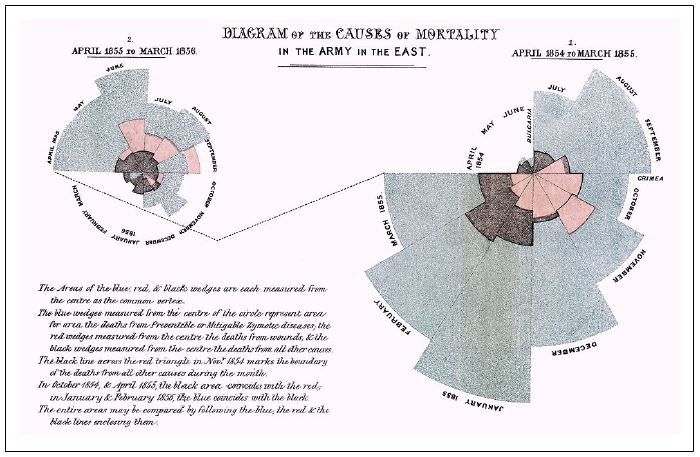 DIAGRAM OF THE CAUSES OF MORTALITY
IN THE ARMY IN THE EAST.
2.
APRIL 1855 TO MARCH 1856.
1.
APRIL 1854 TO MARCH 1855.
APRIL 1855
MAY
JUNE
JULY
AUGUST
SEPTEMBER
OCTOBER
NOVEMBER
DECEMBER
JANUARY 1856
FEBRUARY
MARCH
APRIL 1854
MAY
JUNE
BULGARIA
JULY
AUGUST
SEPTEMBER
CRIMEA
OCTOBER
NOVEMBER
DECEMBER
JANUARY 1855
FEBRUARY
MARCH 1855
The Areas of the blue, red, & black wedges are each measured from
the centre as the common vertex.
The blue wedges measured from the centre of the circle represent area
for area the deaths from Preventible or Mitigable Zymotic diseases; the
red wedges measured from the centre the deaths from wounds, & the
black wedges measured from the centre the deaths from all other causes.
The black line across the red triangle in Nov.r 1854 marks the boundary
of the deaths from all other causes during the month.
In October 1854, & April 1855, the black area coincides with the red;
in January & February 1856, the blue coincides with the black.
The entire areas may be compared by following the blue, the red & the
black lines enclosing them.